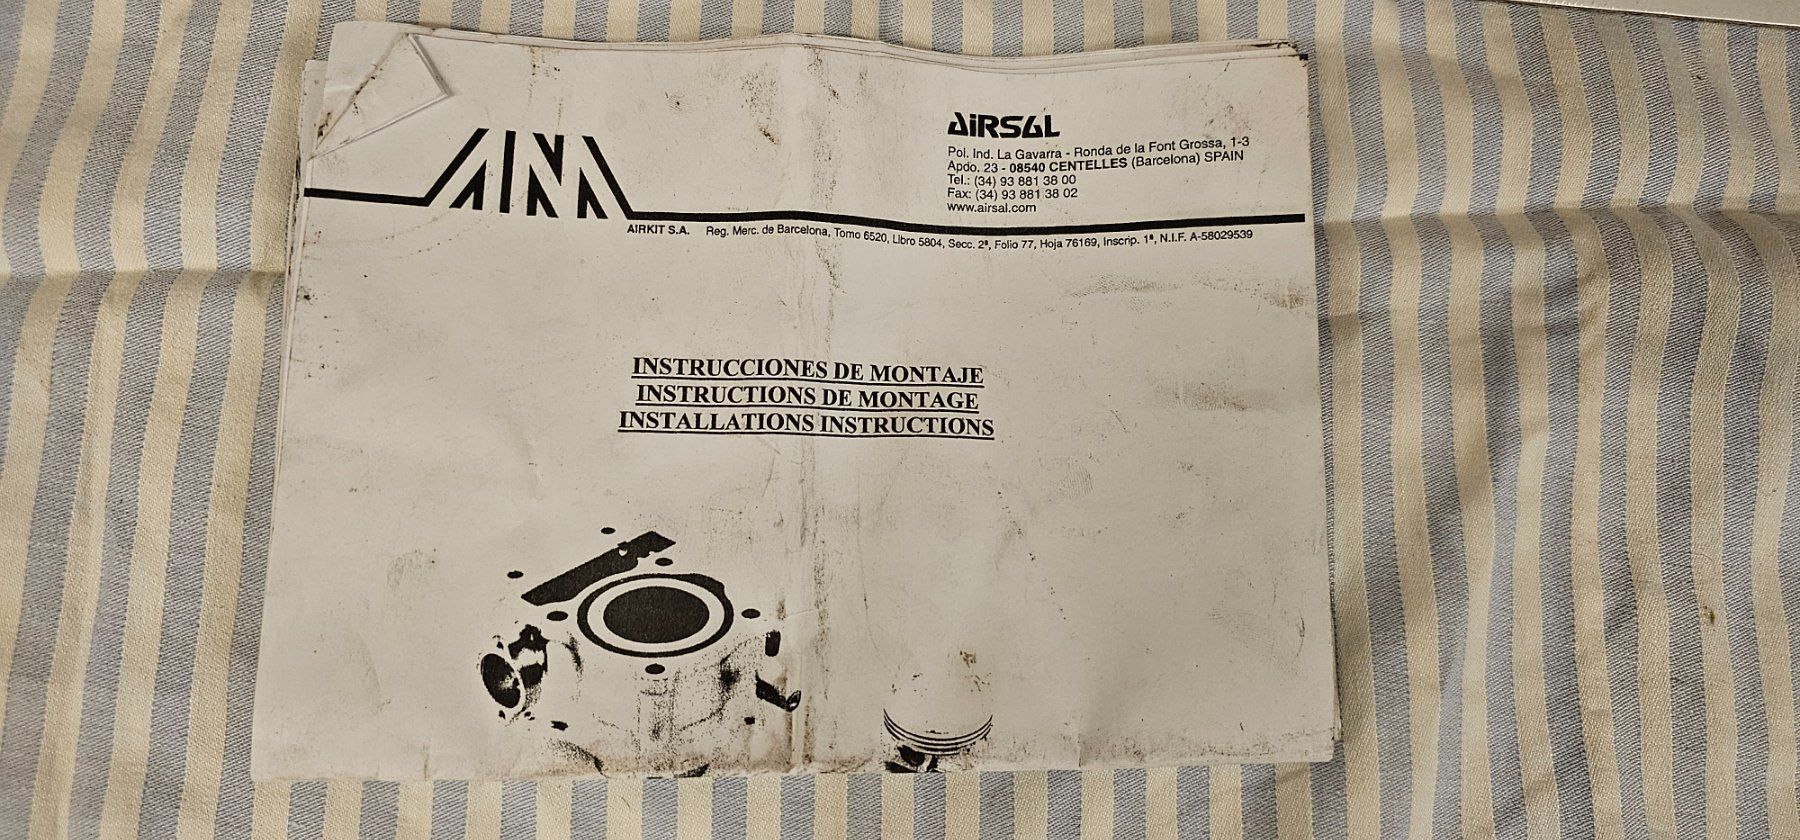 AIRSAL
Pol. Ind. La Gavarra - Ronda de la Font Grossa, 1-3
Apdo. 23 - 08540 CENTELLES (Barcelona) SPAIN
Tel.: (34) 93 881 38 00
Fax: (34) 93 881 38 02
www.airsal.com
AIRKIT S.A. Reg. Merc. de Barcelona, Tomo 6520, Libro 5804, Secc. 2ª, Folio 77, Hoja 76169, Inscrip. 1ª, N.I.F. A-58029539
INSTRUCCIONES DE MONTAJE
INSTRUCTIONS DE MONTAGE
INSTALLATIONS INSTRUCTIONS